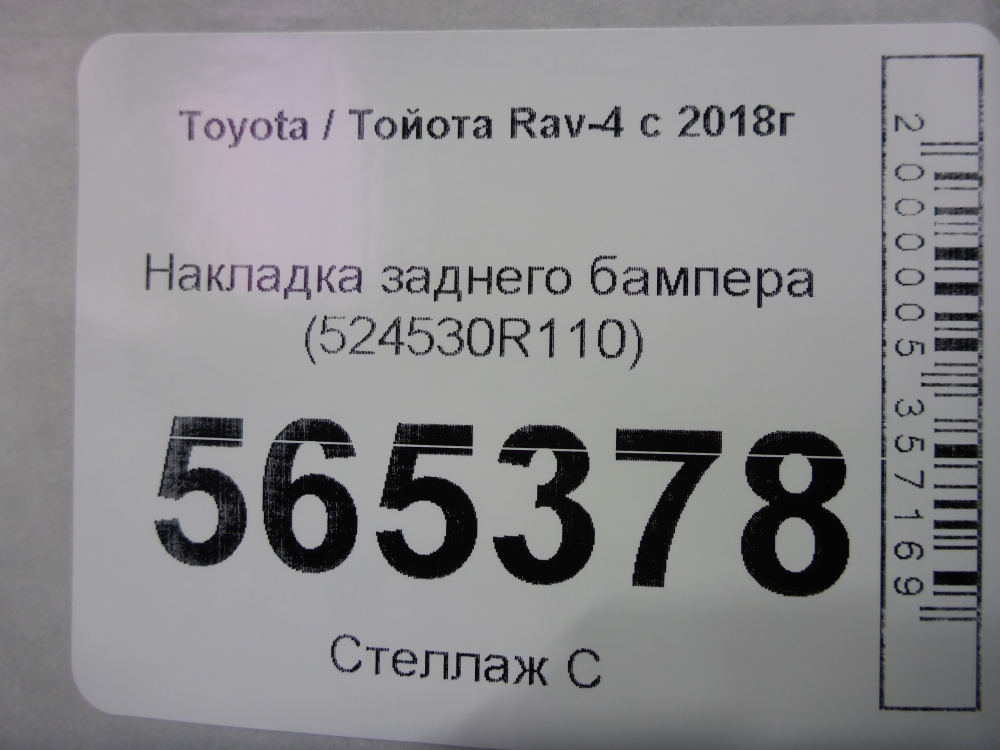 Toyota / Тойота Rav-4 с 2018г
Накладка заднего бампера
(524530R110)
565378
Стеллаж С
2000005357169